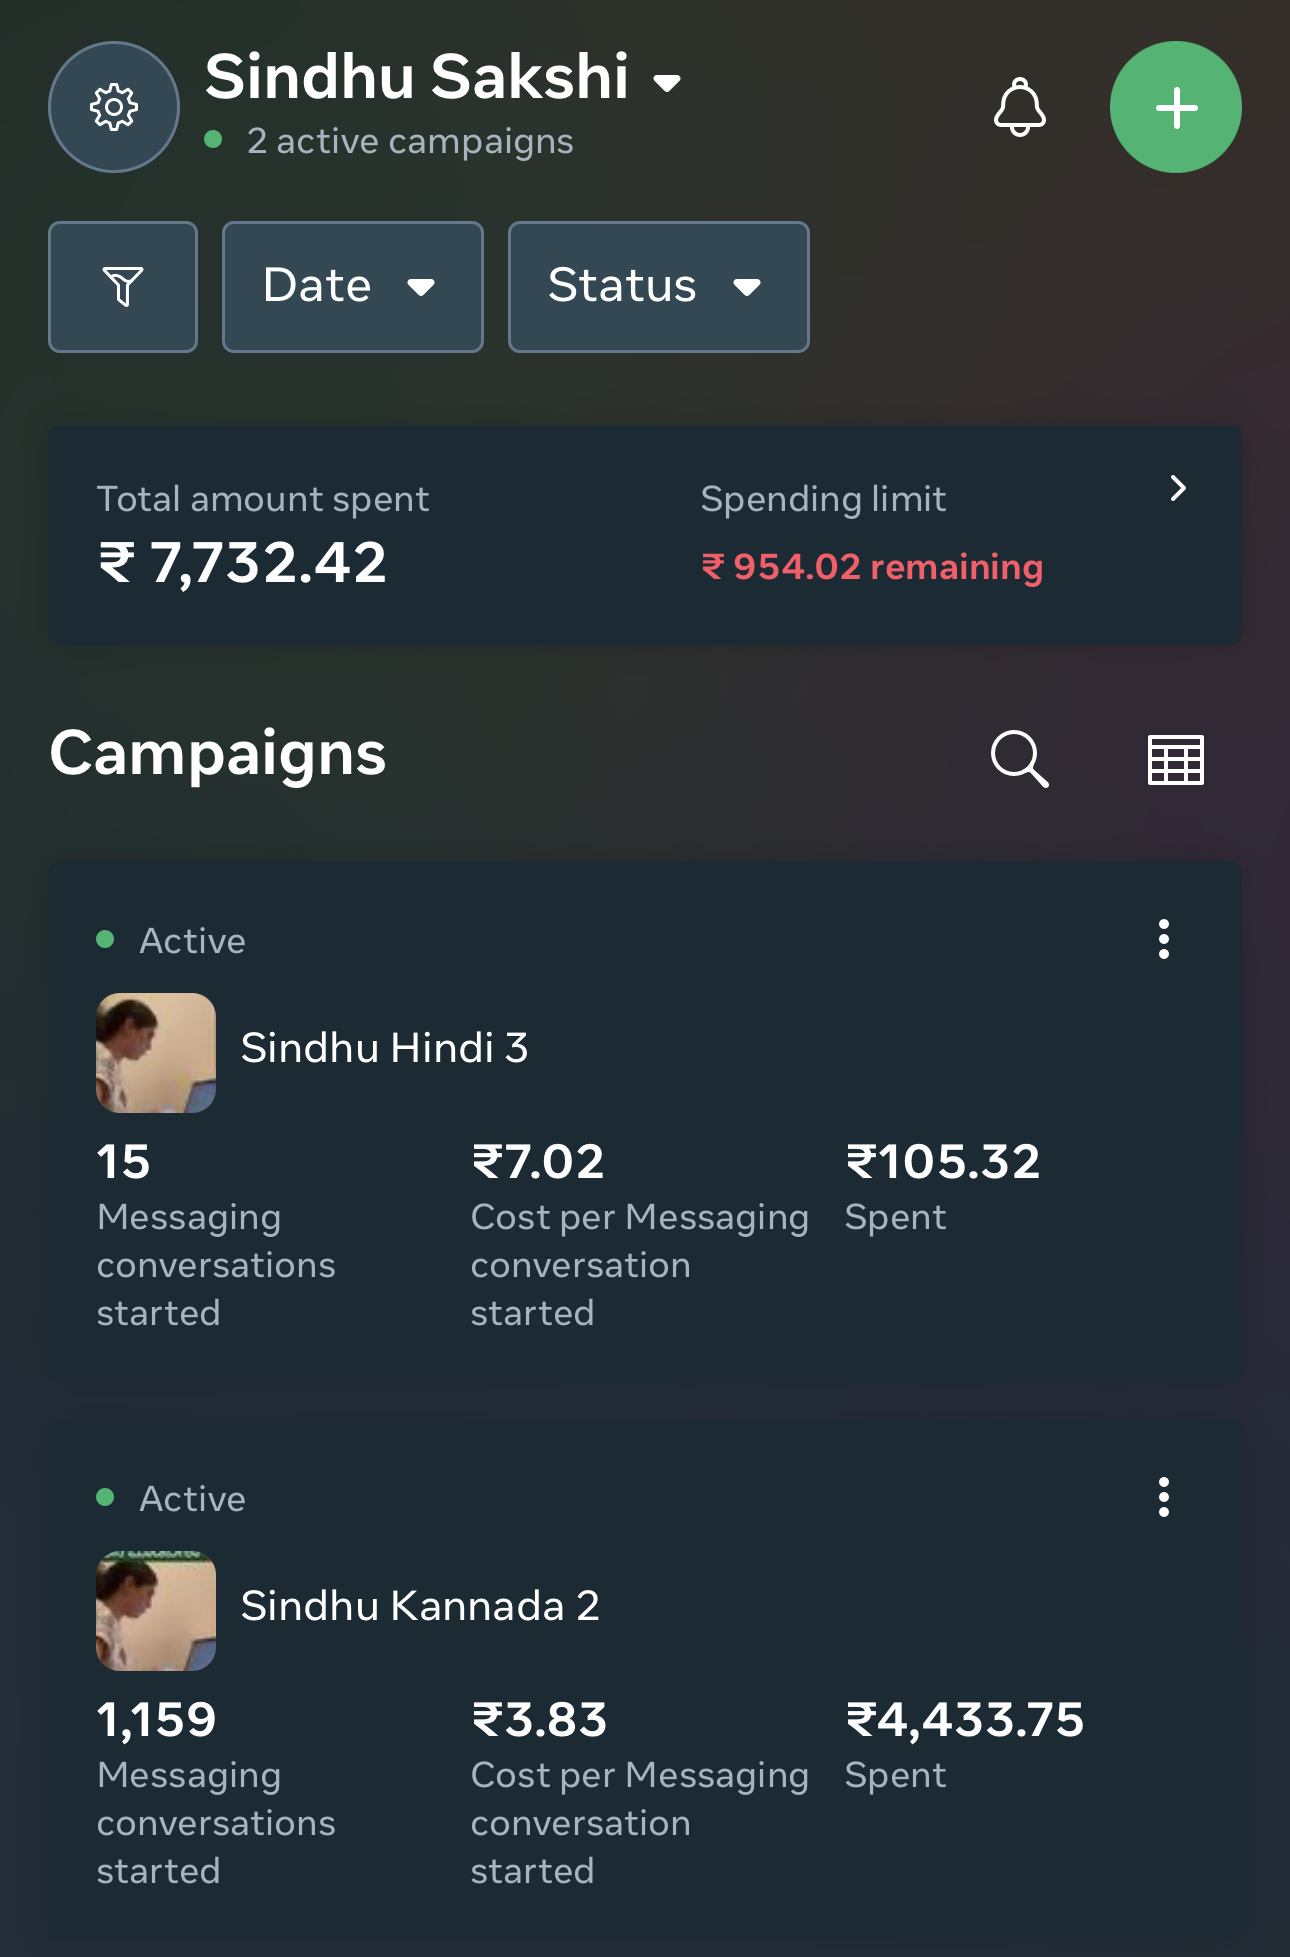 Sindhu Sakshi
2 active campaigns
Date
Status
Total amount spent
₹ 7,732.42
Spending limit
₹ 954.02 remaining
Campaigns
Active
Sindhu Hindi 3
15
Messaging
conversations
started
₹7.02
Cost per Messaging
conversation
started
₹105.32
Spent
Active
Sindhu Kannada 2
1,159
Messaging
conversations
started
₹3.83
Cost per Messaging
conversation
started
₹4,433.75
Spent